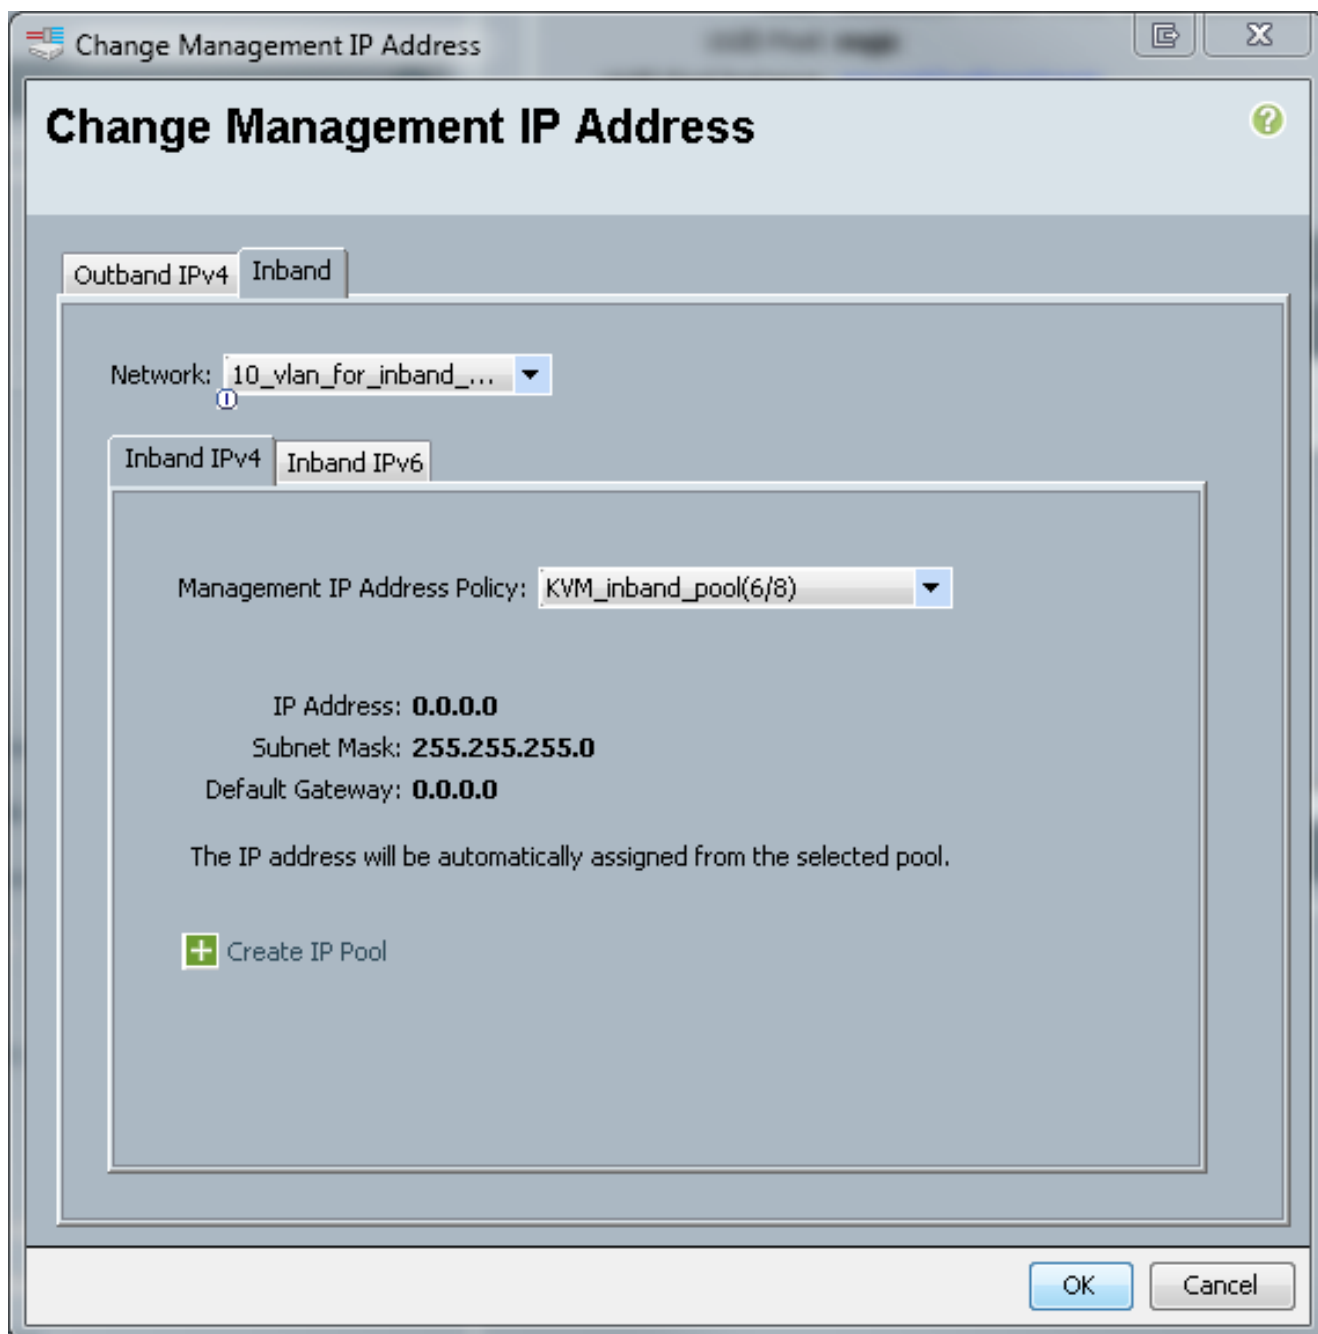 Change Management IP Address
Change Management IP Address
Outband IPv4 Inband
Network: 10_vlan_for_inband_...
Inband IPv4 Inband IPv6
Management IP Address Policy: KVM_inband_pool(6/8)
IP Address: 0.0.0.0
Subnet Mask: 255.255.255.0
Default Gateway: 0.0.0.0
The IP address will be automatically assigned from the selected pool.
Create IP Pool
OK Cancel